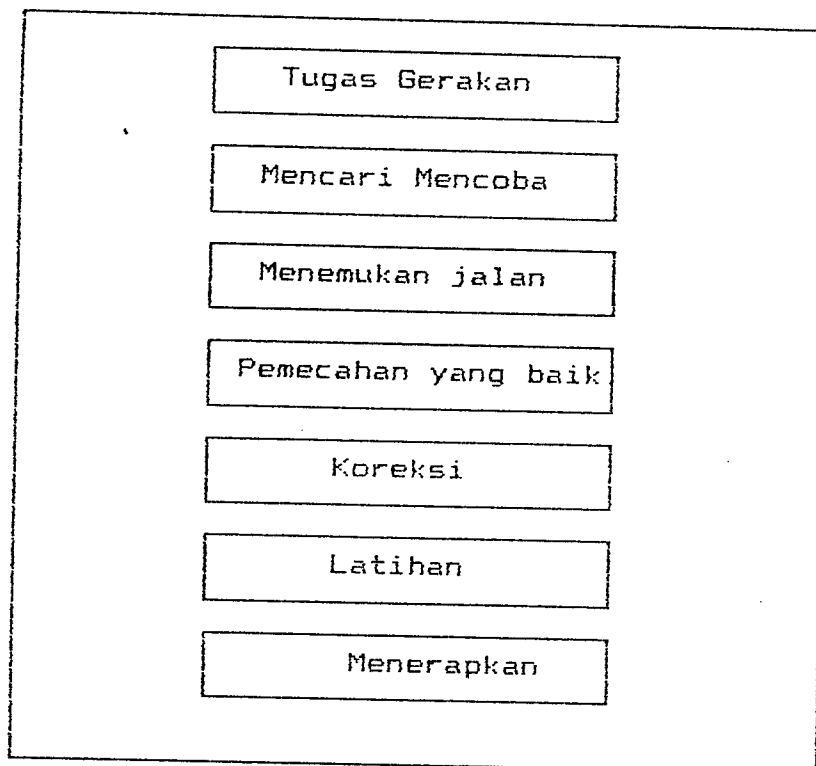 Tugas Gerakan
Mencari Mencoba
Menemukan jalan
Pemecahan yang baik
Koreksi
Latihan
Menerapkan